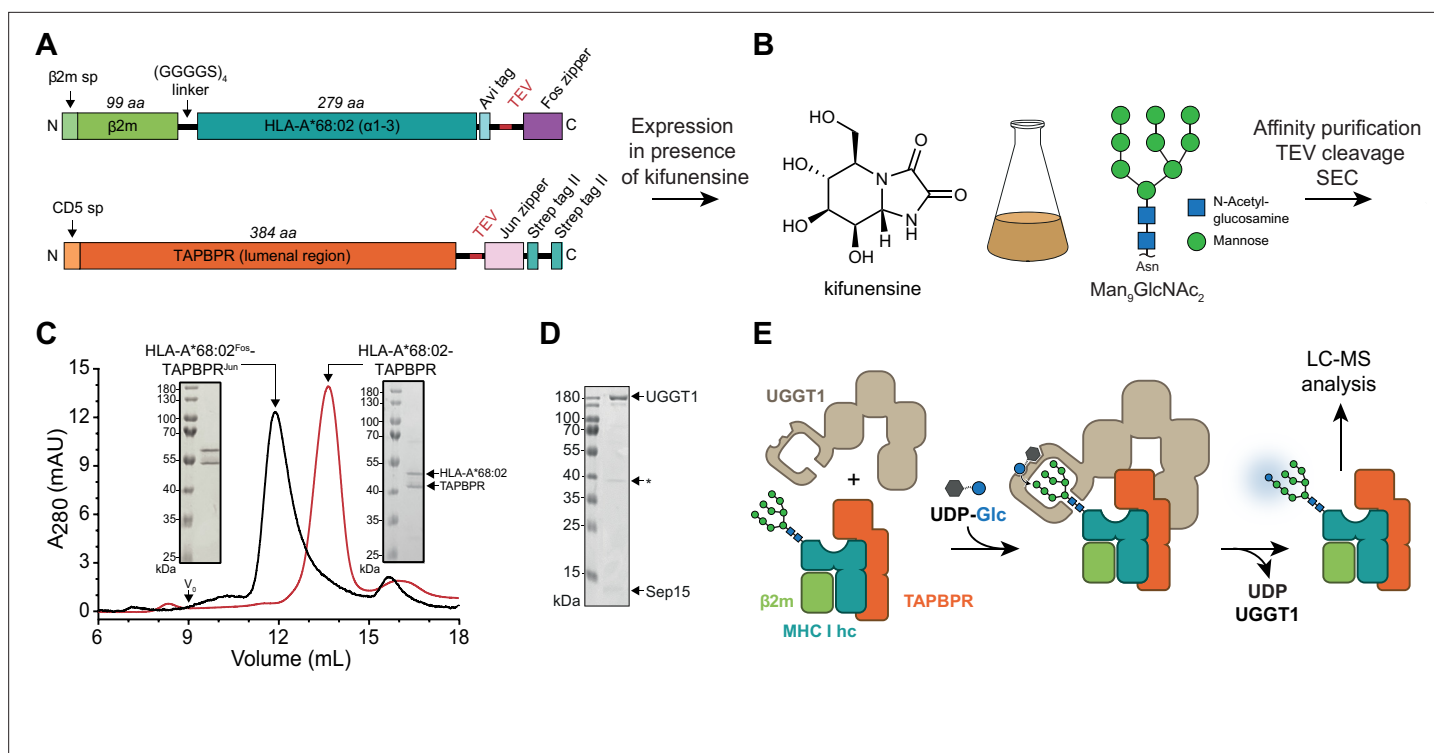 A
β2m sp
(GGGGS)4
linker
99 aa
279 aa
Avi tag
TEV
Fos zipper
N
β2m
HLA-A*68:02 (α1-3)
C
CD5 sp
384 aa
TEV
Jun zipper
Strep tag II
Strep tag II
N
TAPBPR (lumenal region)
C
Expression
in presence
of kifunensine
B
HO
HO
HO
OH
N
H
NH
O
O
kifunensine
N-Acetyl-
glucosamine
Mannose
Asn
Man9GlcNAc2
Affinity purification
TEV cleavage
SEC
C
HLA-A*68:02Fos-
TAPBPRJun
HLA-A*68:02-
TAPBPR
A280 (mAU)
15
12
9
6
3
0
180
130
100
70
55
40
35
25
kDa
180
130
100
70
55
40
35
25
kDa
HLA-A*68:02
TAPBPR
V0
6
9
12
15
18
Volume (mL)
D
180
100
70
55
40
35
25
15
kDa
UGGT1
*
Sep15
E
UGGT1
+
β2m
MHC I hc
TAPBPR
UDP-Glc
UDP
UGGT1
LC-MS
analysis